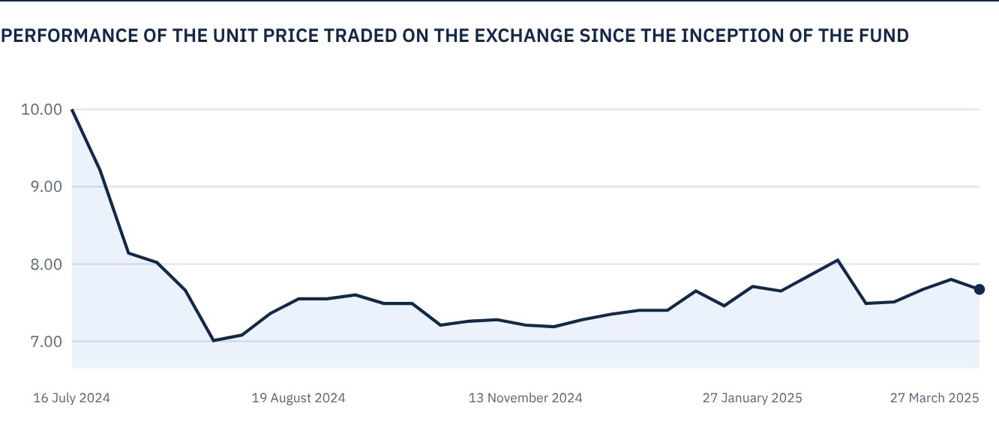 PERFORMANCE OF THE UNIT PRICE TRADED ON THE EXCHANGE SINCE THE INCEPTION OF THE FUND
10.00
9.00
8.00
7.00
16 July 2024 19 August 2024 13 November 2024 27 January 2025 27 March 2025